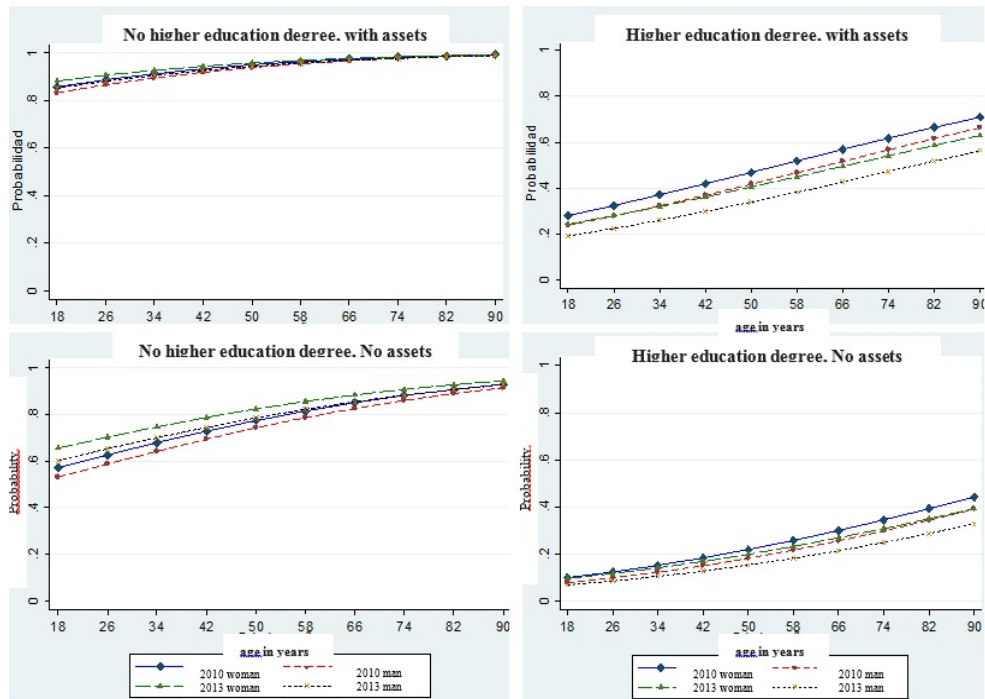 No higher education degree. with assets
Probabilidad
0 .2 .4 .6 .8 1
18 26 34 42 50 58 66 74 82 90
Higher education degree. with assets
Probabilidad
0 .2 .4 .6 .8 1
18 26 34 42 50 58 66 74 82 90
age in years
No higher education degree. No assets
Probability
0 .2 .4 .6 .8 1
18 26 34 42 50 58 66 74 82 90
age in years
2010 woman 2010 man
2013 woman 2013 man
Higher education degree. No assets
Probability
0 .2 .4 .6 .8 1
18 26 34 42 50 58 66 74 82 90
age in years
2010 woman 2010 man
2013 woman 2013 man